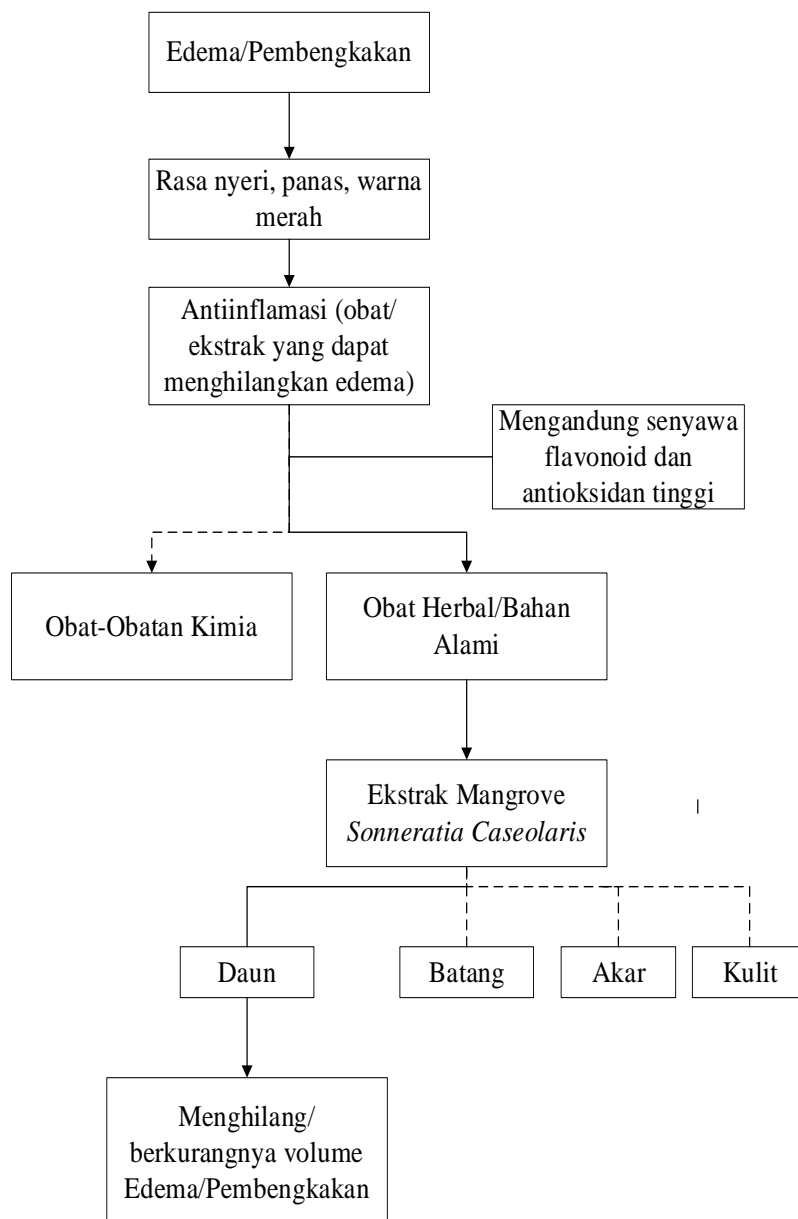 Edema/Pembengkakan
Rasa nyeri, panas, warna
merah
Antiinflamasi (obat/
ekstrak yang dapat
menghilangkan edema)
Mengandung senyawa
flavonoid dan
antioksidan tinggi
Obat-Obatan Kimia
Obat Herbal/Bahan
Alami
Ekstrak Mangrove
Sonneratia Caseolaris
Daun
Batang
Akar
Kulit
Menghilang/
berkurangnya volume
Edema/Pembengkakan